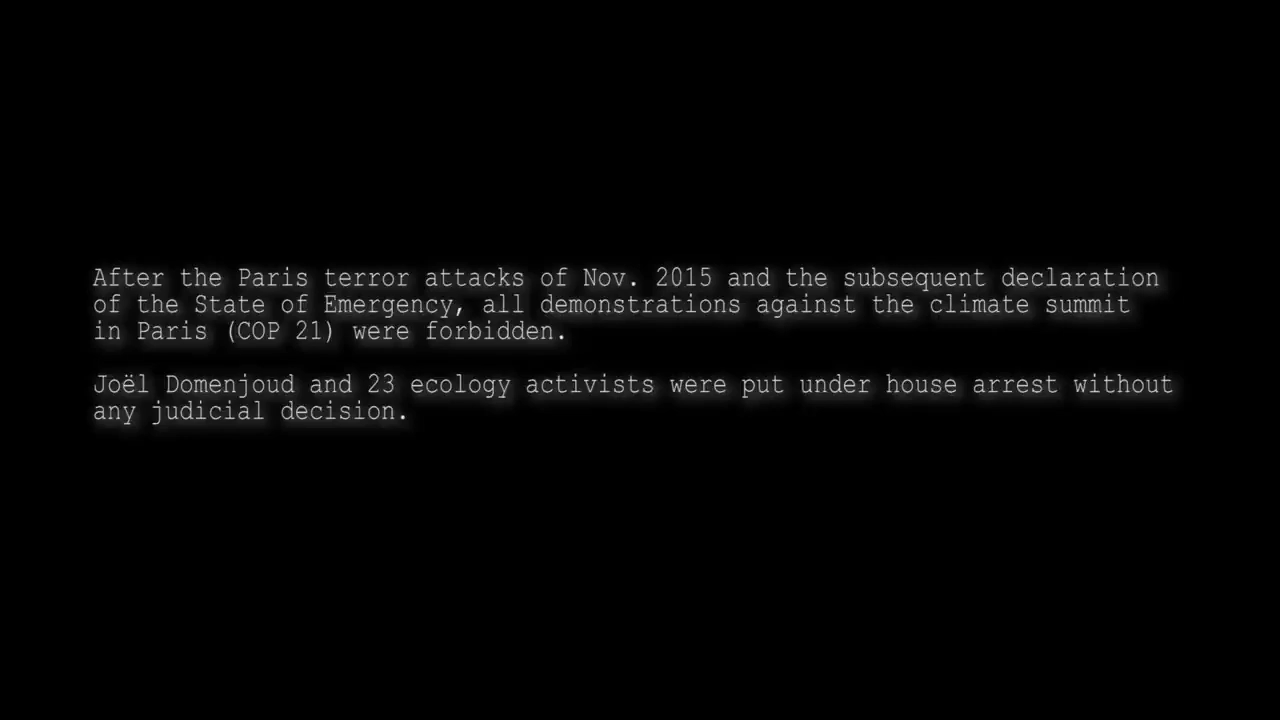 After the Paris terror attacks of Nov. 2015 and the subsequent declaration
of the State of Emergency, all demonstrations against the climate summit
in Paris (COP 21) were forbidden.
Joël Domenjoud and 23 ecology activists were put under house arrest without
any judicial decision.